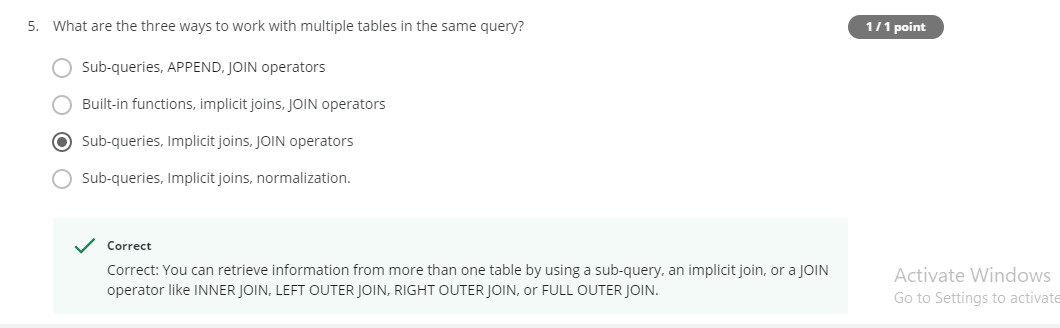 5. What are the three ways to work with multiple tables in the same query?
1 / 1 point
Sub-queries, APPEND, JOIN operators
Built-in functions, implicit joins, JOIN operators
Sub-queries, Implicit joins, JOIN operators
Sub-queries, Implicit joins, normalization.
Correct
Correct: You can retrieve information from more than one table by using a sub-query, an implicit join, or a JOIN
operator like INNER JOIN, LEFT OUTER JOIN, RIGHT OUTER JOIN, or FULL OUTER JOIN.
Activate Windows
Go to Settings to activate